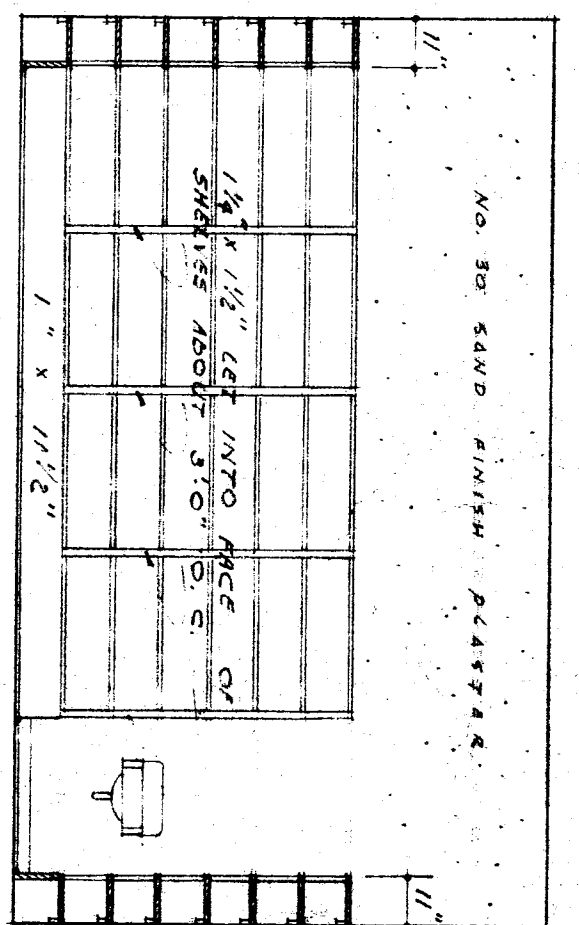 11"
NO. 30 SAND FINISH PLASTER
1¼" x 1½" LET INTO FACE OF
SHELVES ABOUT 3'0" O.C.
1" x 11½"
11"